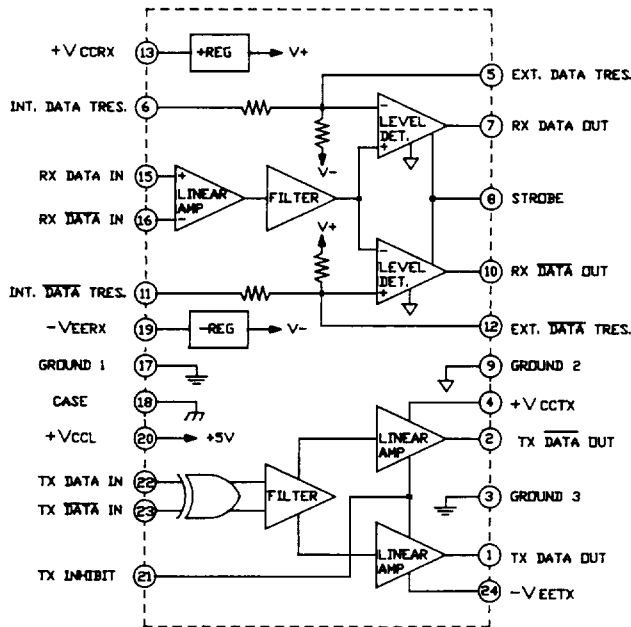 +VCCRX 13 +REG V+
5 EXT. DATA TRES.
INT. DATA TRES. 6
- LEVEL DET. + 7 RX DATA OUT
V-
RX DATA IN 15 + LINEAR AMP FILTER
8 STROBE
RX DATA IN 16 -
V+
- LEVEL DET. + 10 RX DATA OUT
INT. DATA TRES. 11
12 EXT. DATA TRES.
-VEERX 19 -REG V-
GROUND 1 17
9 GROUND 2
CASE 18
4 +VCCTX
+VCCL 20 +5V
LINEAR AMP 2 TX DATA OUT
TX DATA IN 22
FILTER
TX DATA IN 23
3 GROUND 3
LINEAR AMP 1 TX DATA OUT
TX INHIBIT 21
24 -VEETX